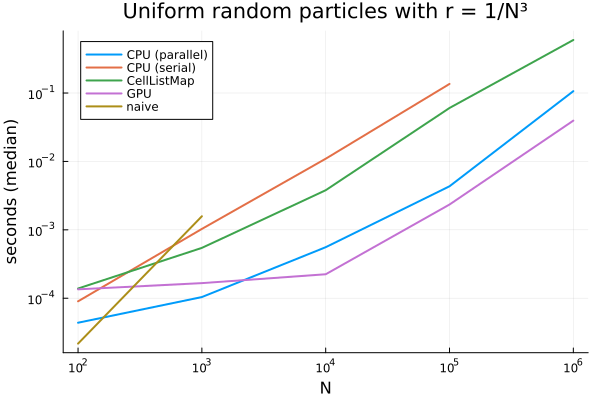 Uniform random particles with r = 1/N³
CPU (parallel)
CPU (serial)
CellListMap
GPU
naive
seconds (median)
10⁻¹
10⁻²
10⁻³
10⁻⁴
10² 10³ 10⁴ 10⁵ 10⁶
N